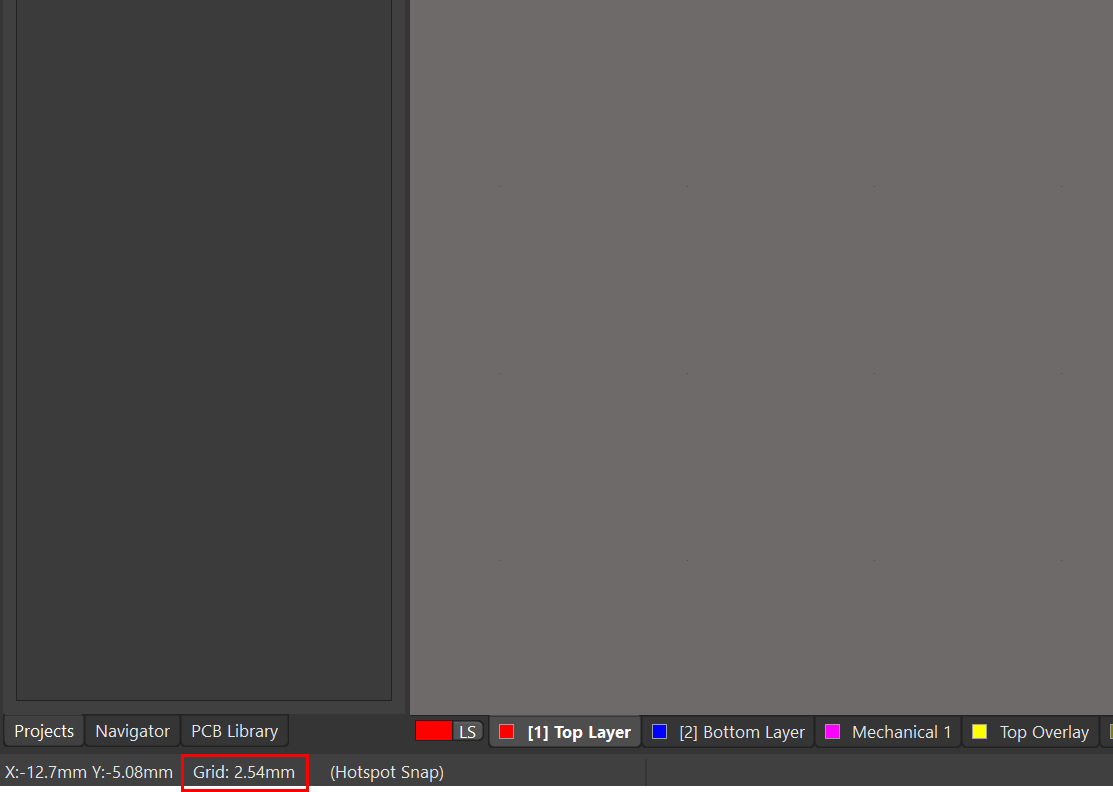 Projects Navigator PCB Library LS [1] Top Layer [2] Bottom Layer Mechanical 1 Top Overlay
X:-12.7mm Y:-5.08mm Grid: 2.54mm (Hotspot Snap)